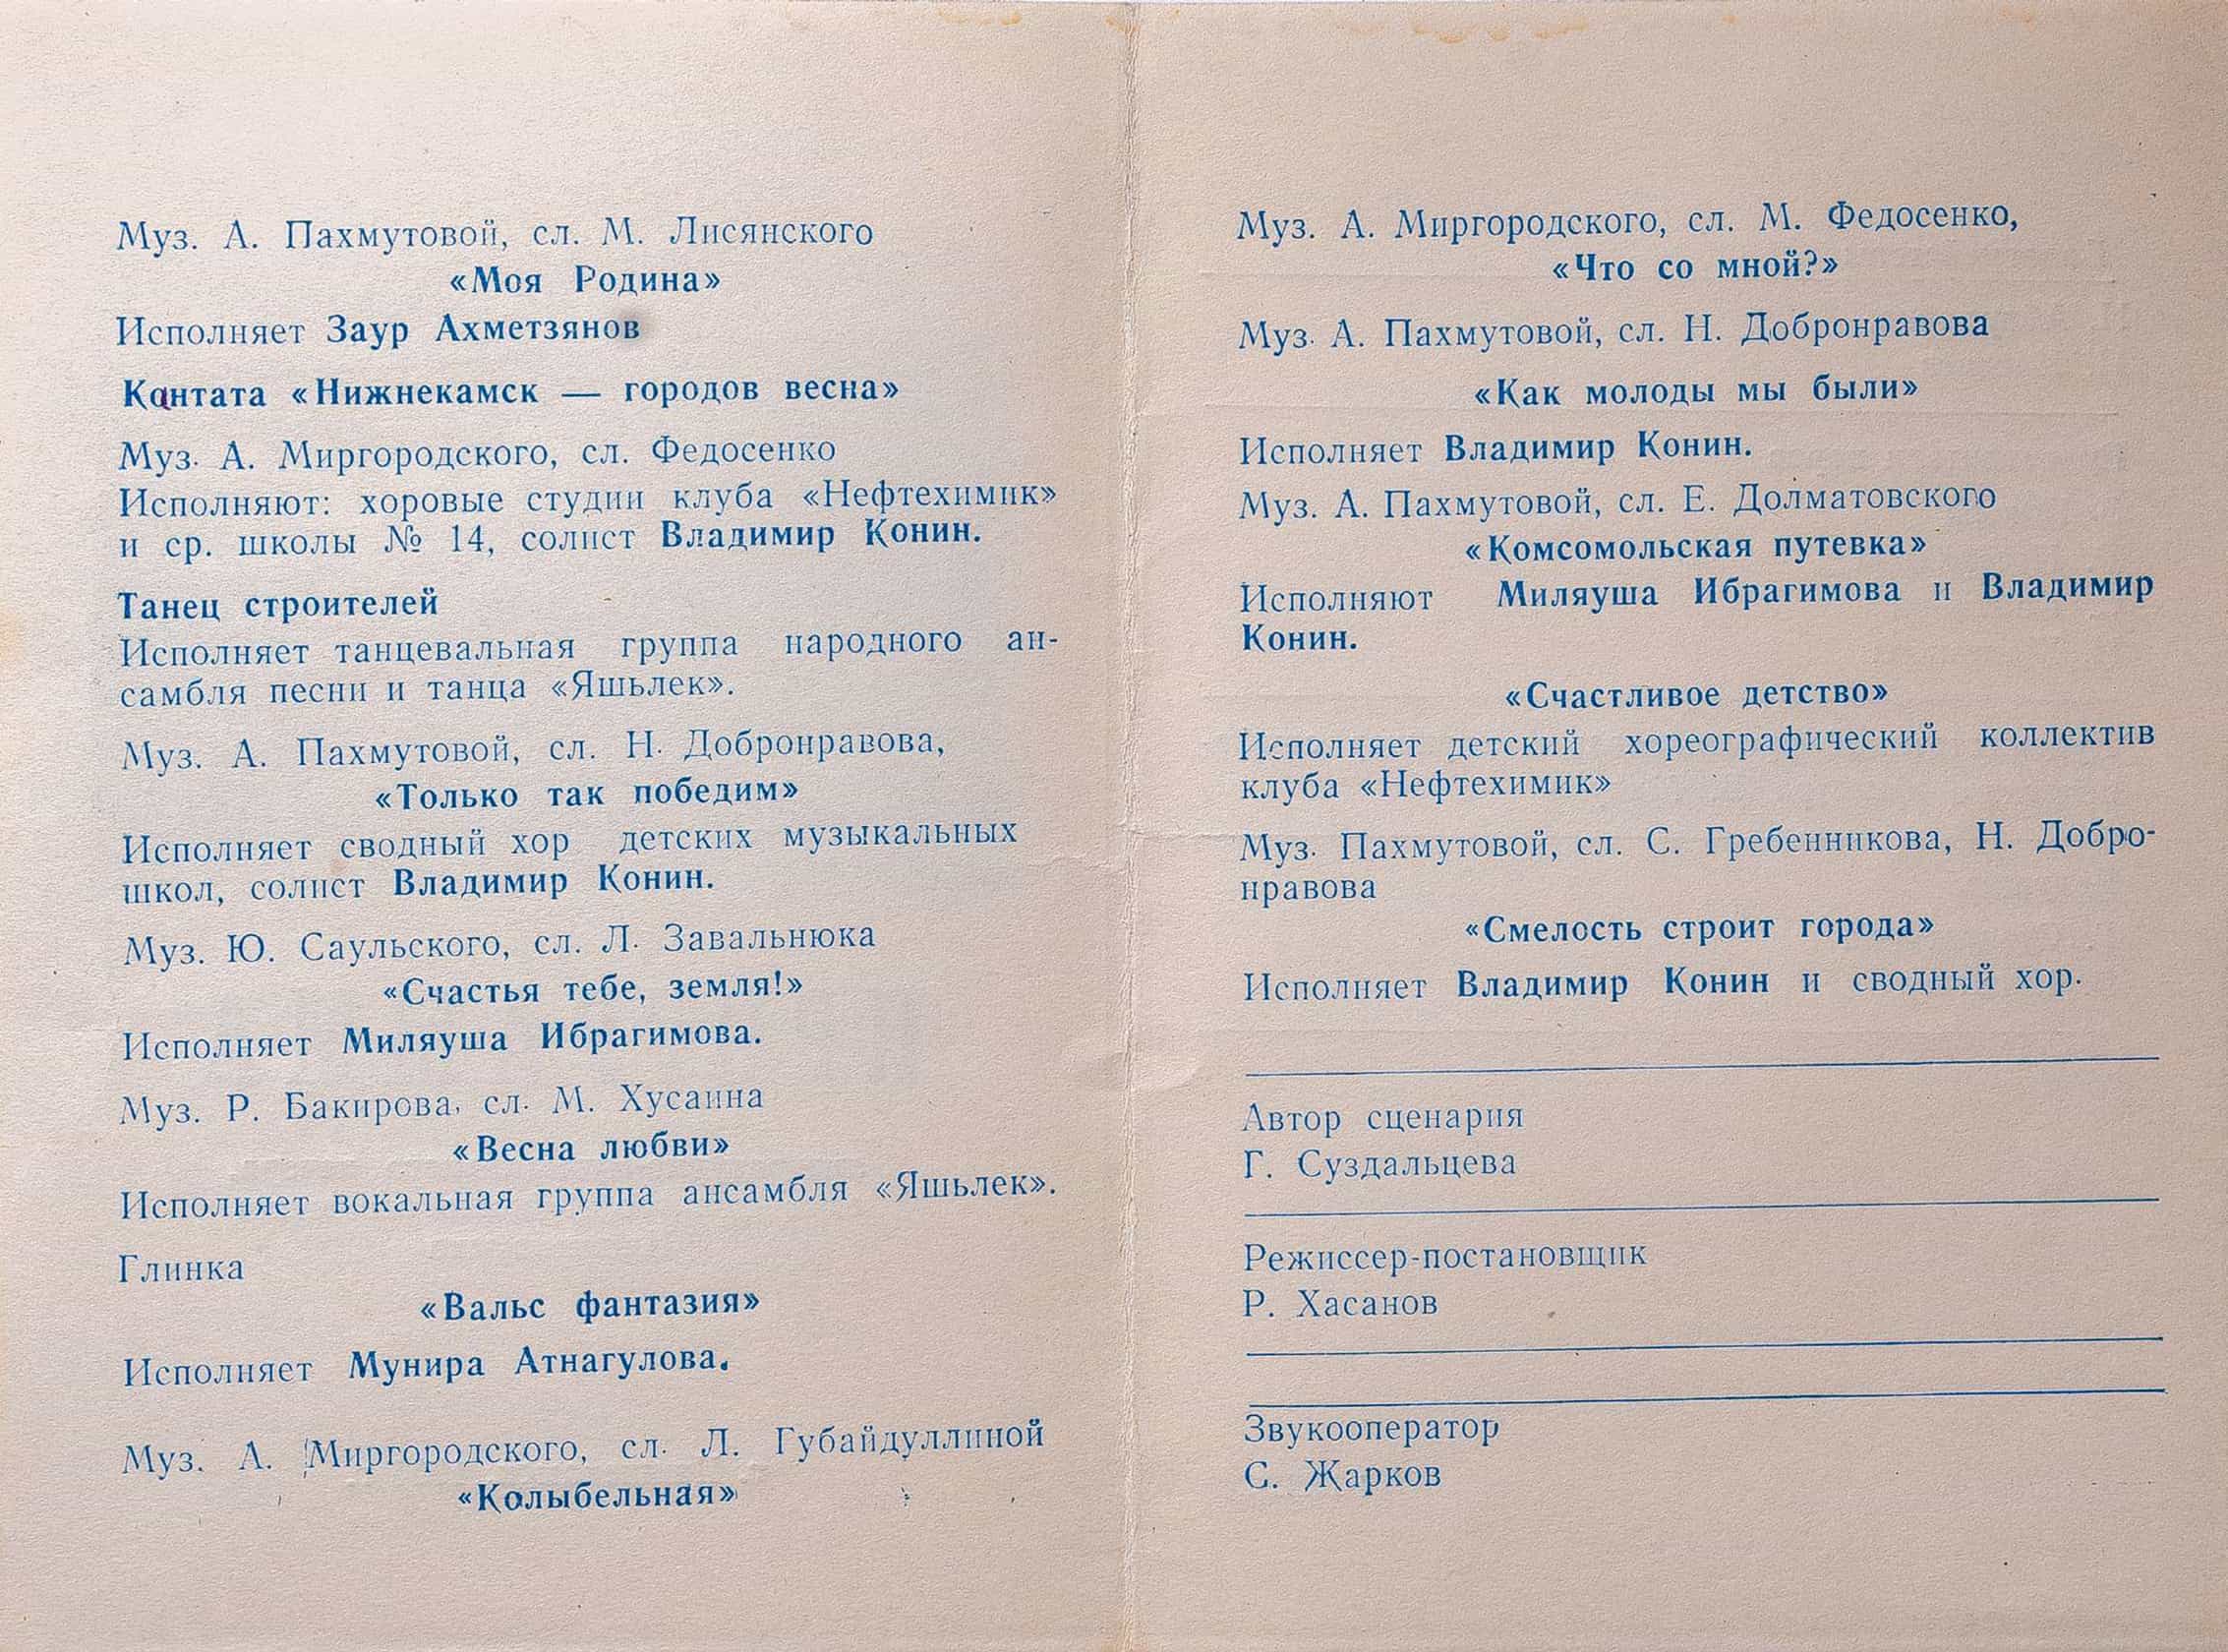 Муз. А. Пахмутовой, сл. М. Лисянского
«Моя Родина»
Исполняет Заур Ахметзянов
Кантата «Нижнекамск — городов весна»
Муз. А. Миргородского, сл. Федосенко
Исполняют: хоровые студии клуба «Нефтехимик»
и ср. школы № 14, солист Владимир Конин.
Танец строителей
Исполняет танцевальная группа народного ан-
самбля песни и танца «Яшьлек».
Муз. А. Пахмутовой, сл. Н. Добронравова,
«Только так победим»
Исполняет сводный хор детских музыкальных
школ, солист Владимир Конин.
Муз. Ю. Саульского, сл. Л. Завальнюка
«Счастья тебе, земля!»
Исполняет Миляуша Ибрагимова.
Муз. Р. Бакирова, сл. М. Хусаина
«Весна любви»
Исполняет вокальная группа ансамбля «Яшьлек».
Глинка
«Вальс фантазия»
Исполняет Мунира Атнагулова.
Муз. А. Миргородского, сл. Л. Губайдуллиной
«Колыбельная»
Муз. А. Миргородского, сл. М. Федосенко,
«Что со мной?»
Муз. А. Пахмутовой, сл. Н. Добронравова
«Как молоды мы были»
Исполняет Владимир Конин.
Муз. А. Пахмутовой, сл. Е. Долматовского
«Комсомольская путевка»
Исполняют Миляуша Ибрагимова и Владимир
Конин.
«Счастливое детство»
Исполняет детский хореографический коллектив
клуба «Нефтехимик»
Муз. Пахмутовой, сл. С. Гребенникова, Н. Добро-
нравова
«Смелость строит города»
Исполняет Владимир Конин и сводный хор.
Автор сценария
Г. Суздальцева
Режиссер-постановщик
Р. Хасанов
Звукооператор
С. Жарков